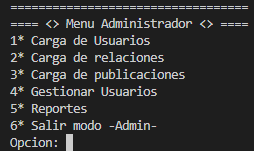 ===================================
==== <> Menu Administrador <> ====
1* Carga de Usuarios
2* Carga de relaciones
3* Carga de publicaciones
4* Gestionar Usuarios
5* Reportes
6* Salir modo -Admin-
Opcion: